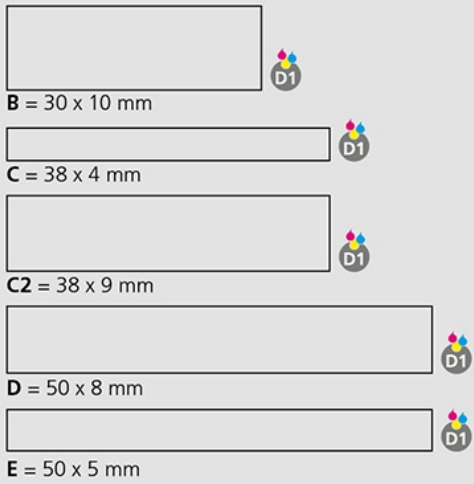 D1
B = 30 x 10 mm
D1
C = 38 x 4 mm
D1
C2 = 38 x 9 mm
D1
D = 50 x 8 mm
D1
E = 50 x 5 mm